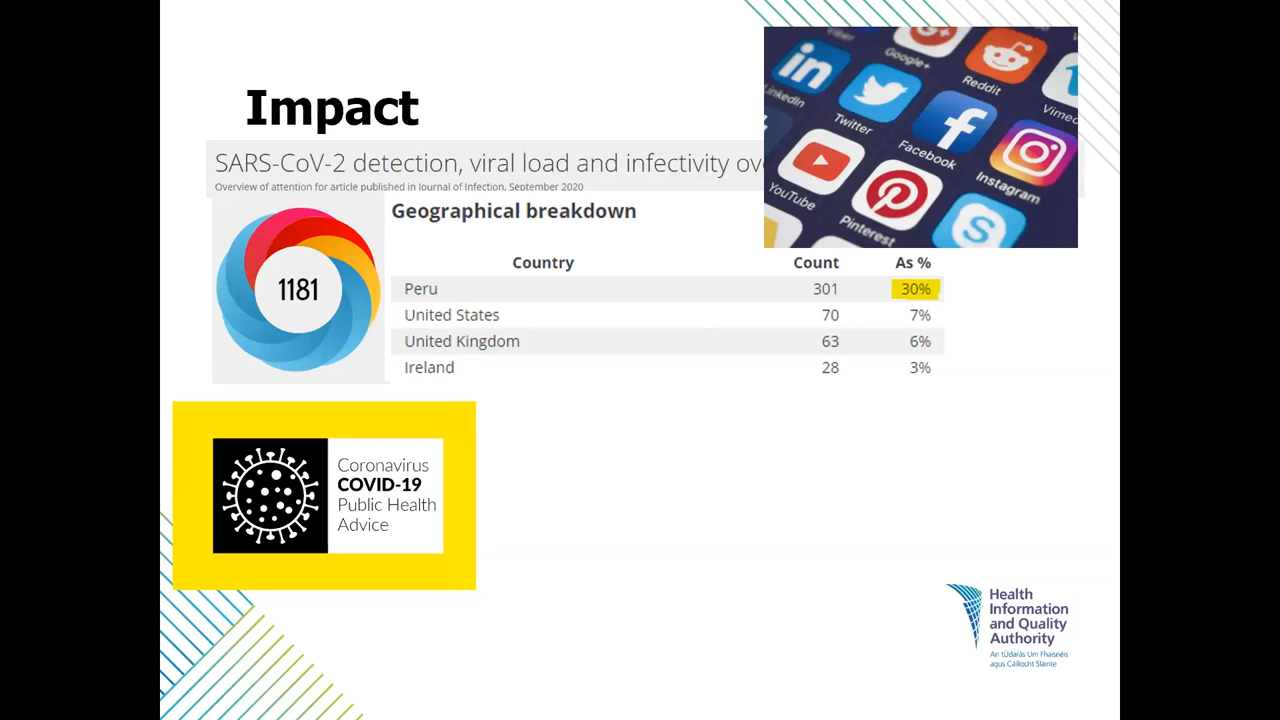 Impact
SARS-CoV-2 detection, viral load and infectivity
Overview of attention for article published in Journal of Infection, September 2020
Google+
Reddit
LinkedIn
Twitter
Facebook
Instagram
YouTube
Pinterest
1181
Geographical breakdown
Country Count As %
Peru 301 30%
United States 70 7%
United Kingdom 63 6%
Ireland 28 3%
Coronavirus
COVID-19
Public Health
Advice
Health
Information
and Quality
Authority
An tÚdarás Um Fhaisnéis
agus Cáilíocht Sláinte